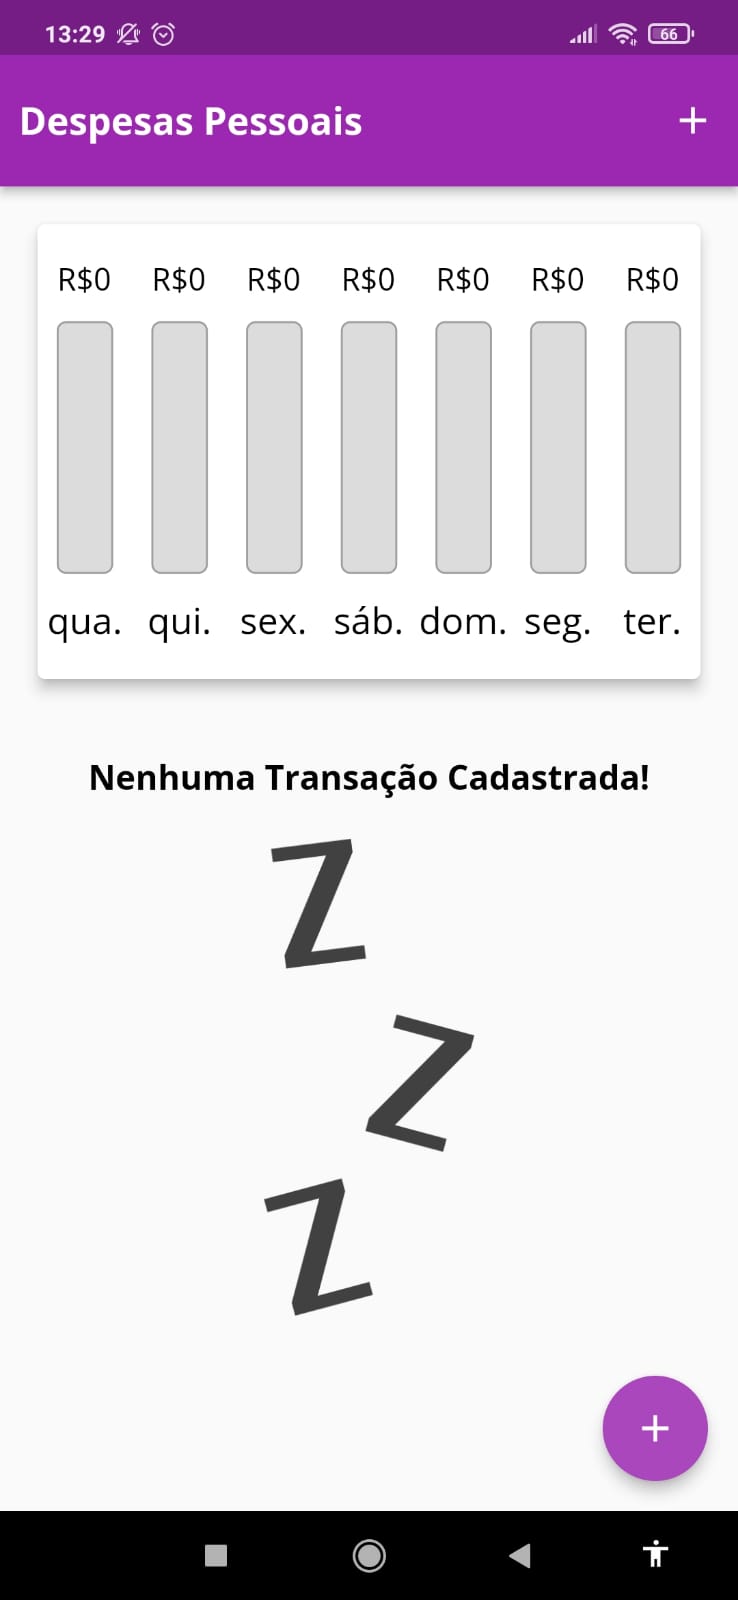 13:29 66
Despesas Pessoais +
R$0 R$0 R$0 R$0 R$0 R$0 R$0
qua. qui. sex. sáb. dom. seg. ter.
Nenhuma Transação Cadastrada!
Z
Z
Z
+